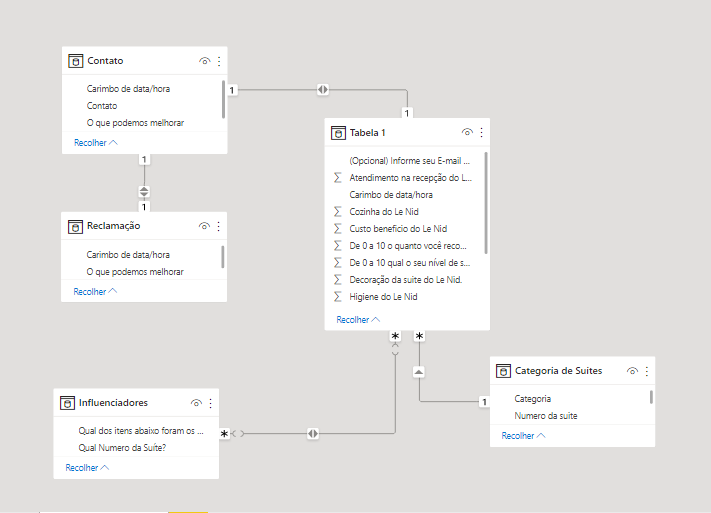 Contato
Carimbo de data/hora
Contato
O que podemos melhorar
Recolher
1
1
1
1
Reclamação
Carimbo de data/hora
O que podemos melhorar
Recolher
Tabela 1
(Opcional) Informe seu E-mail ...
Atendimento na recepção do L...
Carimbo de data/hora
Cozinha do Le Nid
Custo beneficio do Le Nid
De 0 a 10 o quanto você reco...
De 0 a 10 qual o seu nível de s...
Decoração da suite do Le Nid.
Higiene do Le Nid
Recolher
*
*
Categoria de Suítes
Categoria
Numero da suite
Recolher
1
Influenciadores
Qual dos itens abaixo foram os ...
Qual Numero da Suíte?
Recolher
*